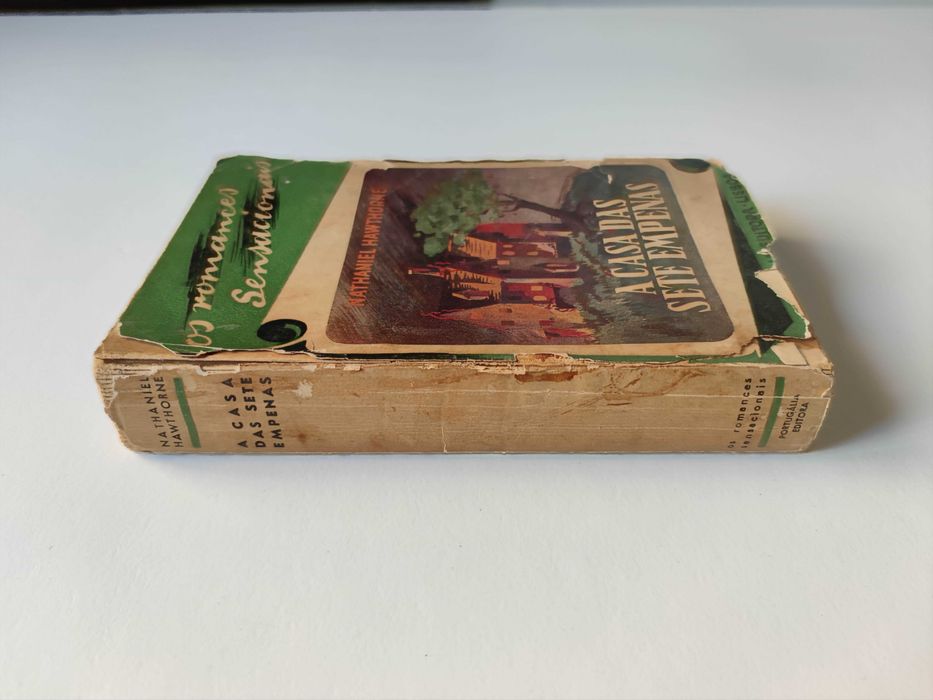 os romances
Sensacionais
NATHANIEL HAWTHORNE
A CASA DAS
SETE EMPENAS
NATHANIEL
HAWTHORNE
A CASA
DAS SETE
EMPENAS
os romances
sensacionais
PORTUGÁLIA
EDITORA